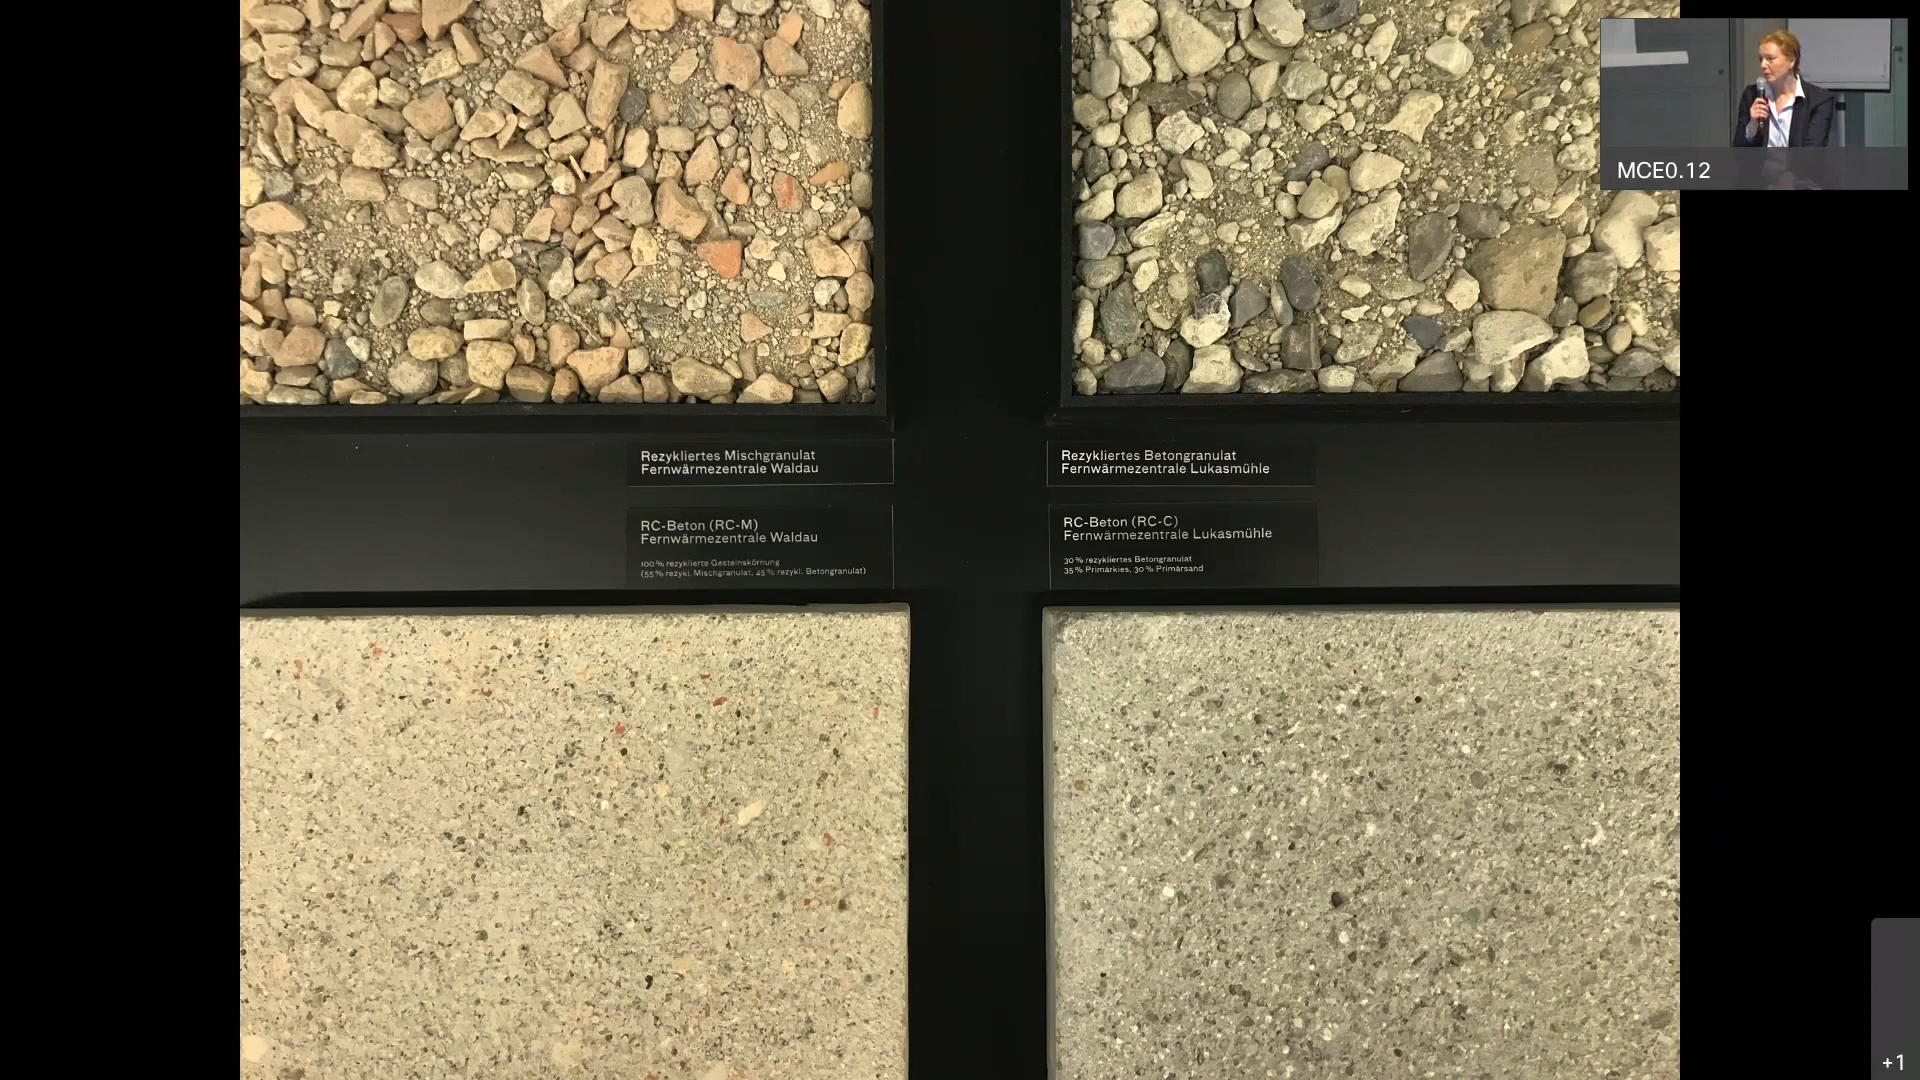 MCE0.12
Rezykliertes Mischgranulat
Fernwärmezentrale Waldau
Rezykliertes Betongranulat
Fernwärmezentrale Lukasmühle
RC-Beton (RC-M)
Fernwärmezentrale Waldau
100% rezyklierte Gesteinskörnung
(55% rezykl. Mischgranulat, 45% rezykl. Betongranulat)
RC-Beton (RC-C)
Fernwärmezentrale Lukasmühle
30% rezykliertes Betongranulat
35% Primärkies, 30% Primärsand
+1